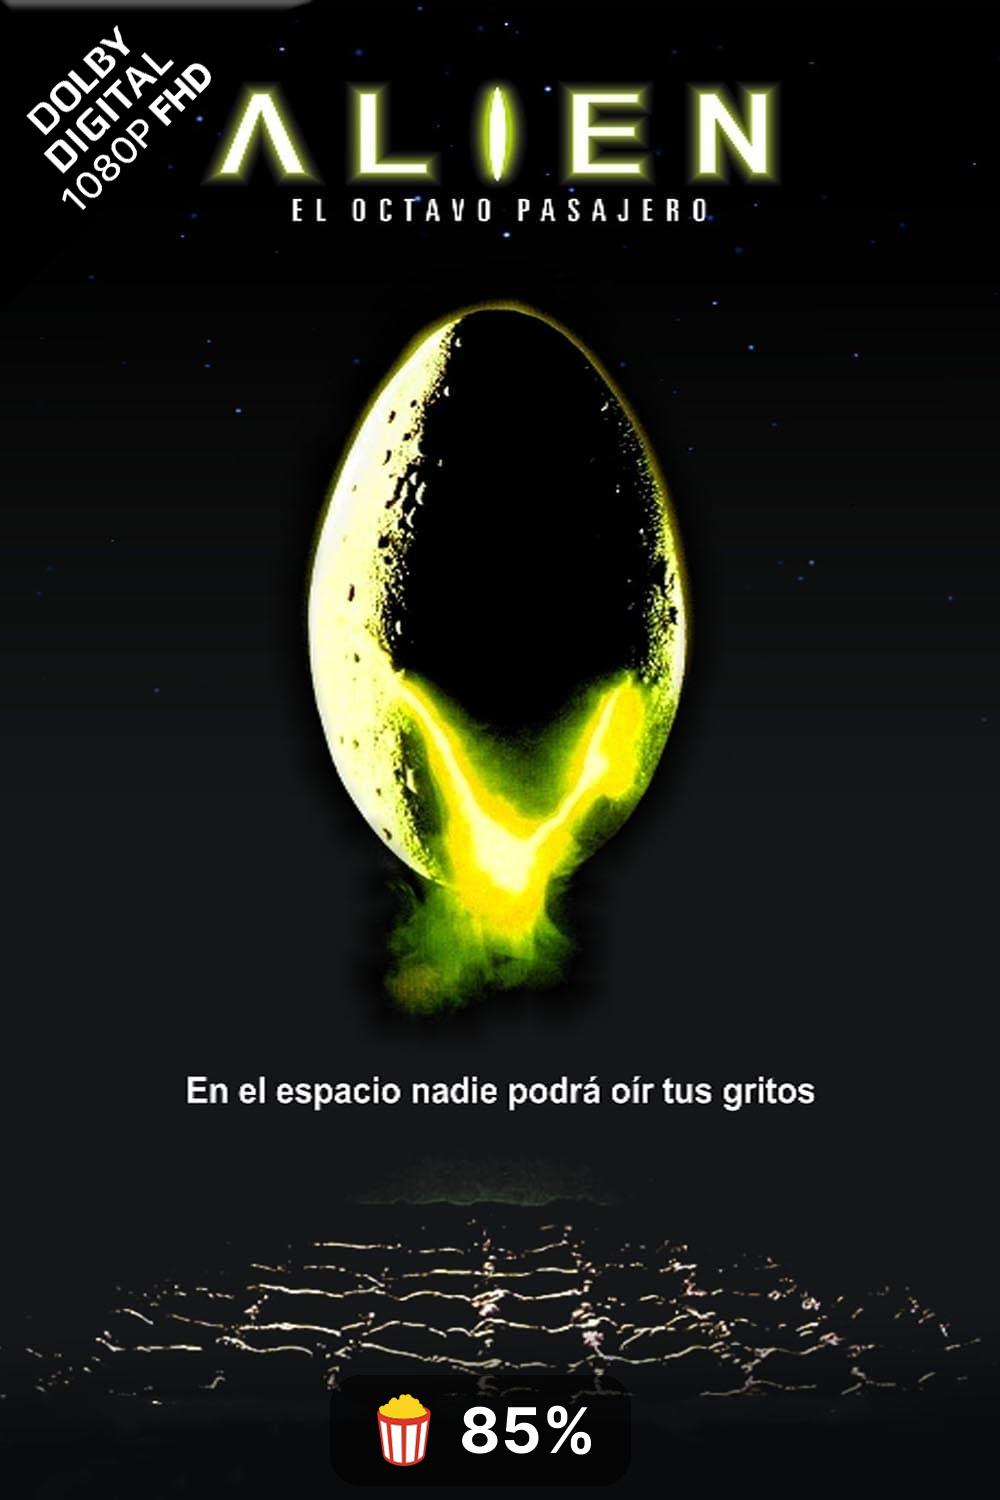 DOLBY
DIGITAL
1080P FHD
ALIEN
EL OCTAVO PASAJERO
En el espacio nadie podrá oír tus gritos
85%